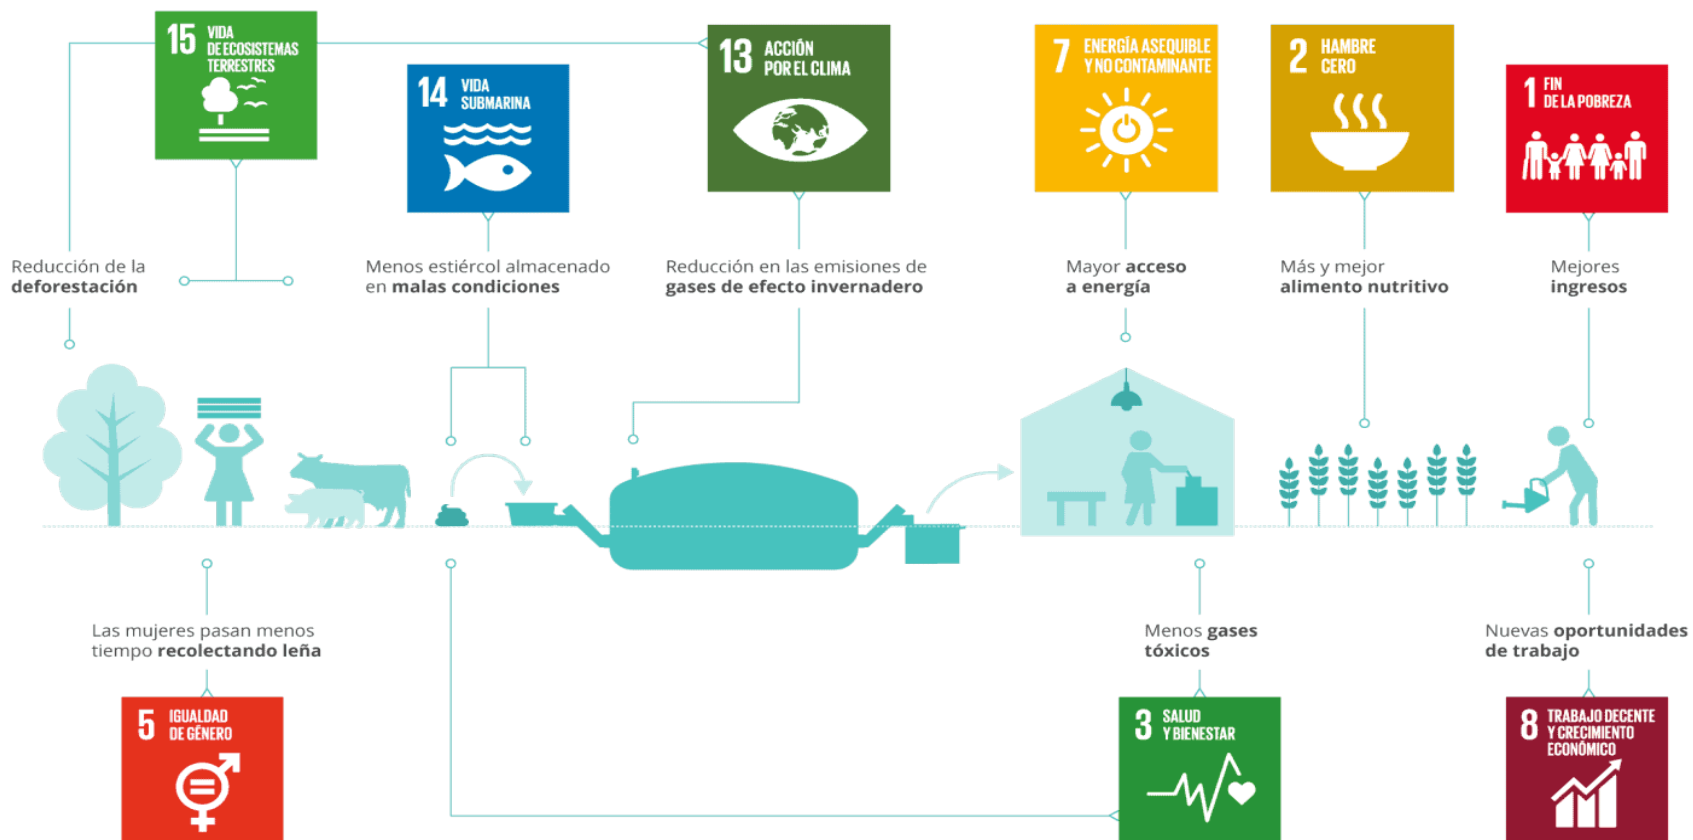 15 VIDA
DE ECOSISTEMAS
TERRESTRES
14 VIDA
SUBMARINA
13 ACCIÓN
POR EL CLIMA
7 ENERGÍA ASEQUIBLE
Y NO CONTAMINANTE
2 HAMBRE
CERO
1 FIN
DE LA POBREZA
Reducción de la
deforestación
Menos estiércol almacenado
en malas condiciones
Reducción en las emisiones de
gases de efecto invernadero
Mayor acceso
a energía
Más y mejor
alimento nutritivo
Mejores
ingresos
Las mujeres pasan menos
tiempo recolectando leña
Menos gases
tóxicos
Nuevas oportunidades
de trabajo
5 IGUALDAD
DE GÉNERO
3 SALUD
Y BIENESTAR
8 TRABAJO DECENTE
Y CRECIMIENTO
ECONÓMICO